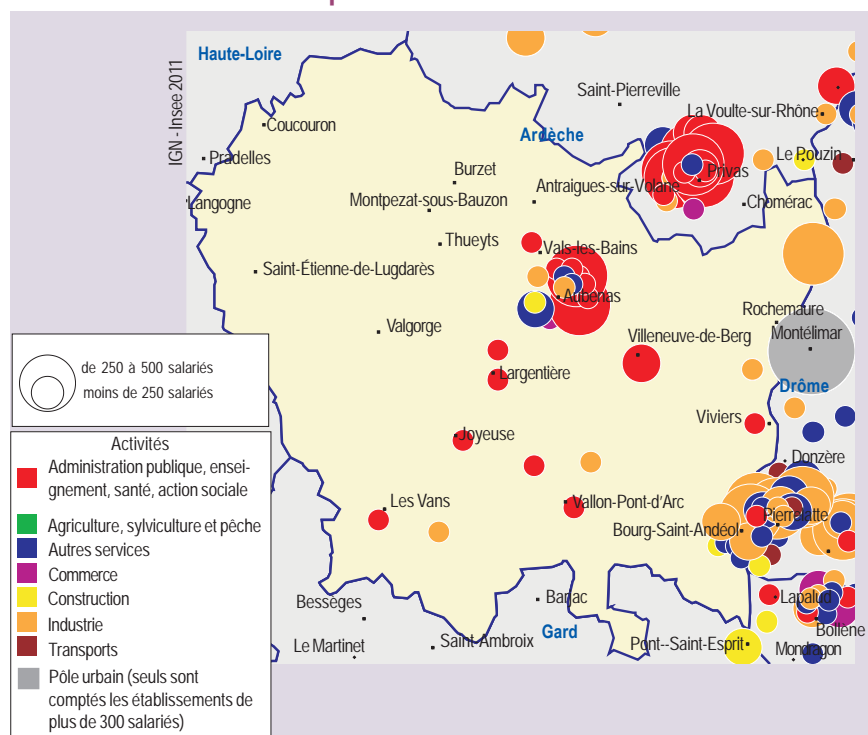 Haute-Loire
IGN - Insee 2011
Saint-Pierreville
La Voulte-sur-Rhône
Coucouron
Ardèche
Pradelles
Le Pouzin
Burzet
Privas
Langogne
Montpezat-sous-Bauzon
Antraigues-sur-Volane
Chomérac
Thueyts
Vals-les-Bains
Saint-Étienne-de-Lugdarès
Aubenas
Rochemaure
Valgorge
Villeneuve-de-Berg
Montélimar
de 250 à 500 salariés
moins de 250 salariés
Largentière
Drôme
Viviers
Joyeuse
Donzère
Les Vans
Vallon-Pont-d'Arc
Bourg-Saint-Andéol
Pierrelatte
Activités
Administration publique, ensei-
gnement, santé, action sociale
Agriculture, sylviculture et pêche
Autres services
Commerce
Construction
Industrie
Transports
Pôle urbain (seuls sont
comptés les établissements de
plus de 300 salariés)
Bessèges
Barjac
Lapalud
Le Martinet
Saint-Ambroix
Gard
Pont--Saint-Esprit
Bollène
Mondragon